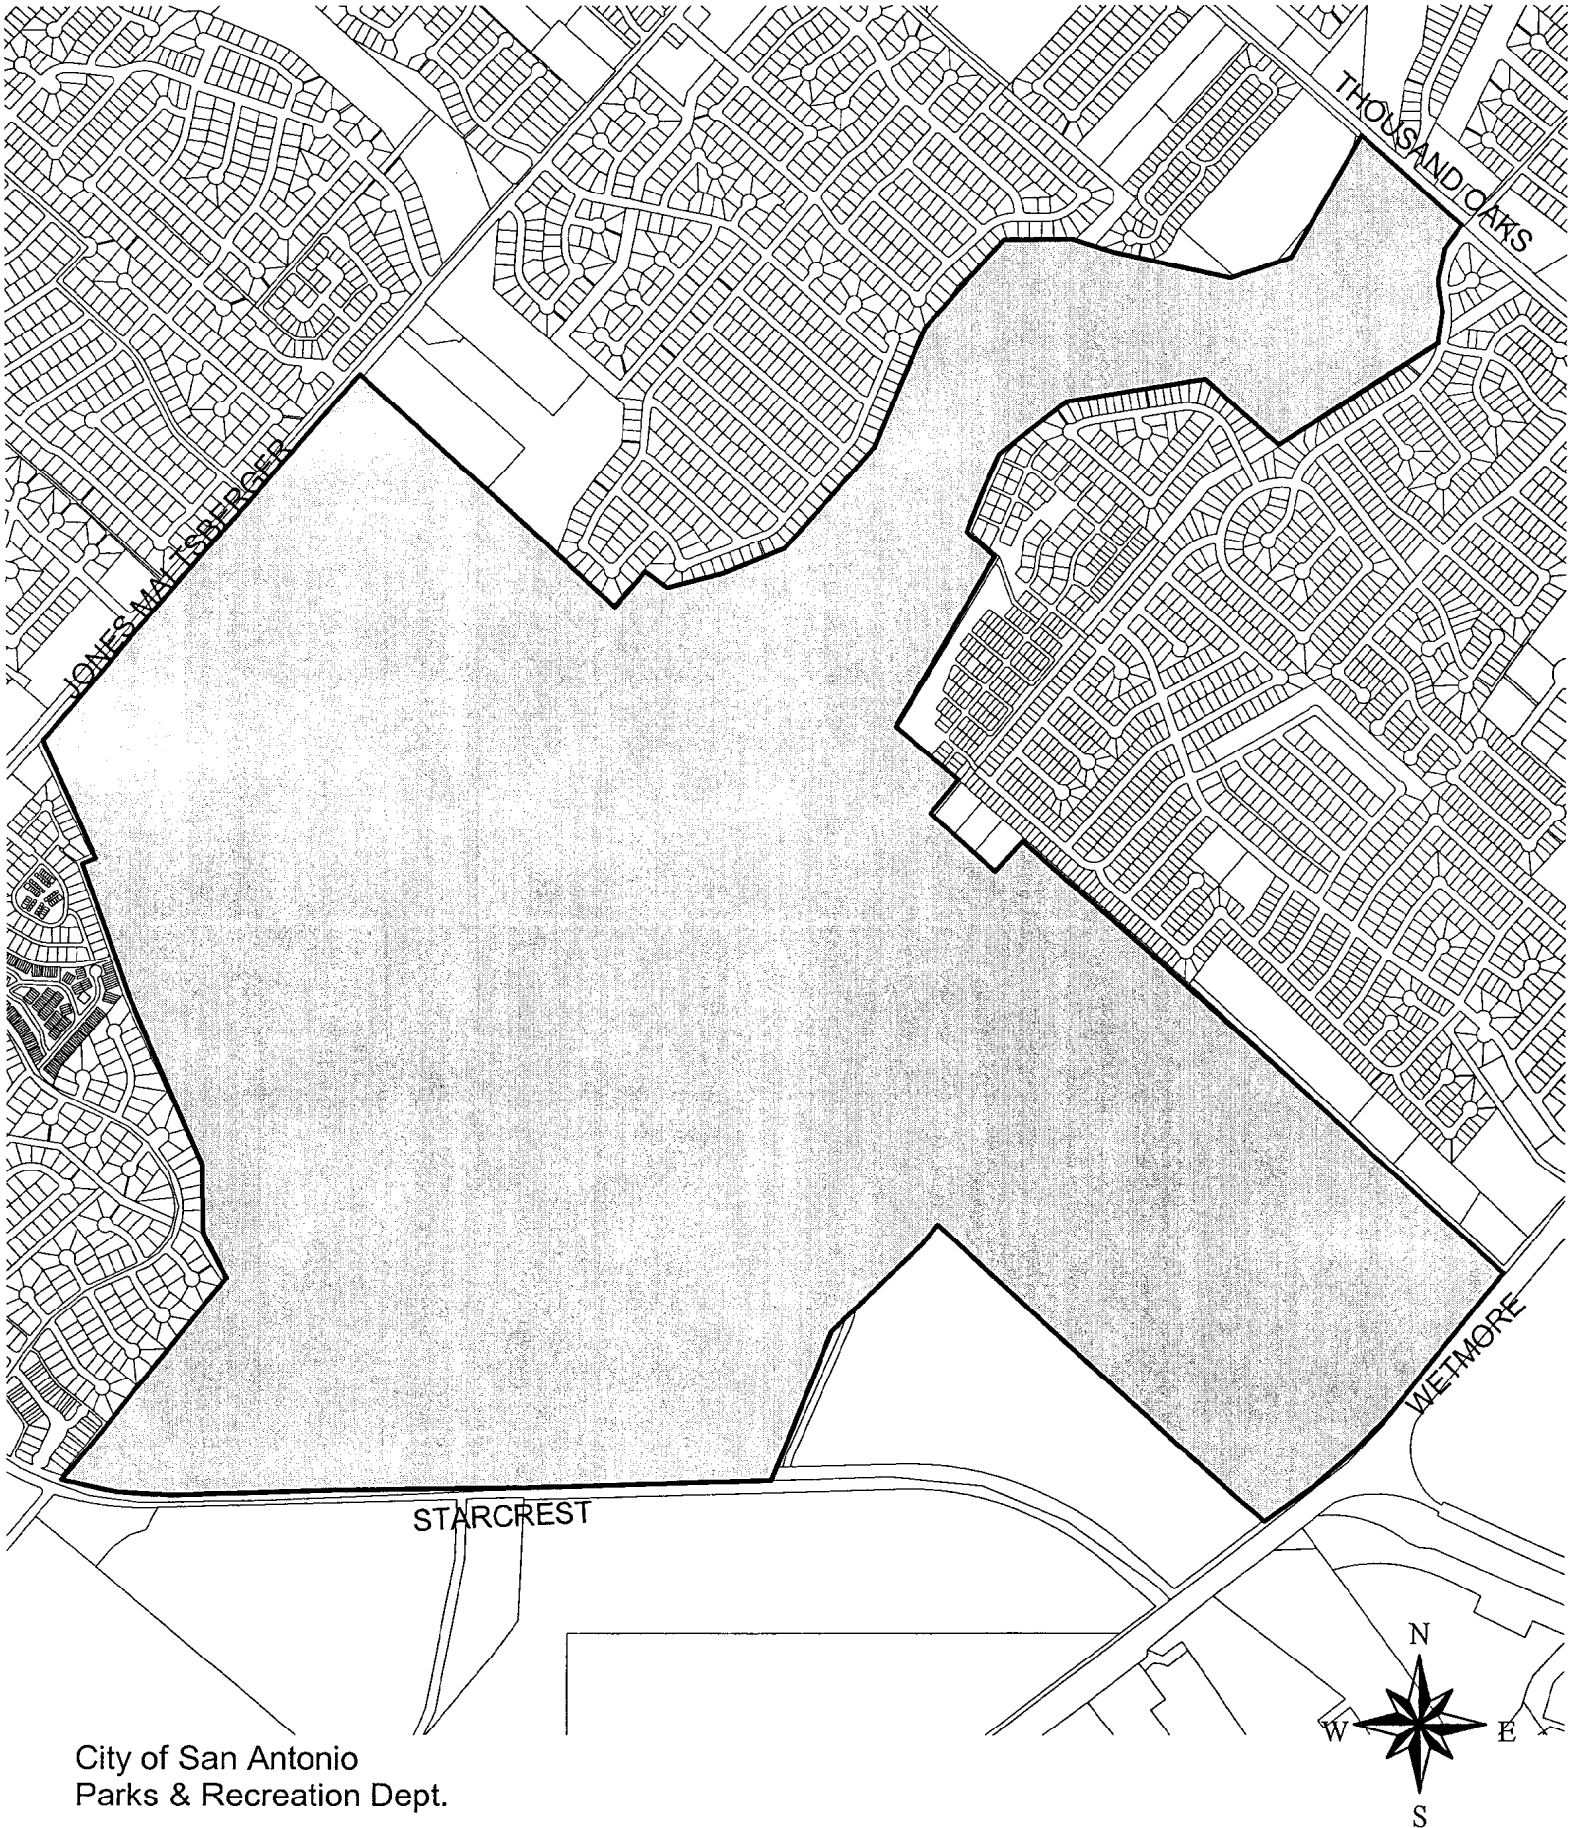 THOUSAND OAKS
JONES MALTSBERGER
WETMORE
STARCREST
N
W E
S
City of San Antonio
Parks & Recreation Dept.